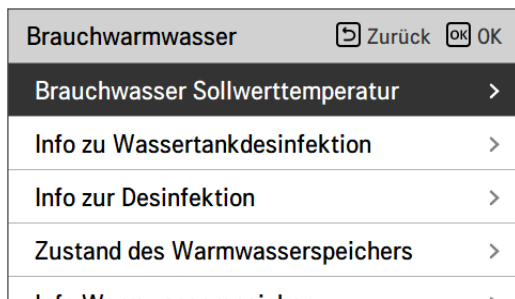 Brauchwarmwasser Zurück OK OK
Brauchwasser Sollwerttemperatur >
Info zu Wassertankdesinfektion >
Info zur Desinfektion >
Zustand des Warmwasserspeichers >